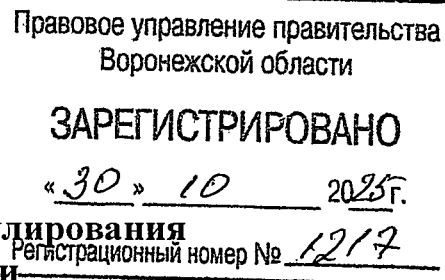 Правовое управление правительства
Воронежской области
ЗАРЕГИСТРИРОВАНО
«30» 10 2025г.
лирования
Регистрационный номер № 1217
и